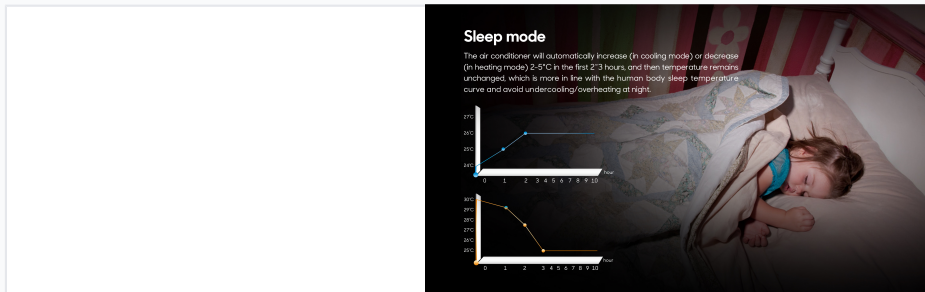 Sleep mode
The air conditioner will automatically increase (in cooling mode) or decrease
(in heating mode) 2-5°C in the first 2~3 hours, and then temperature remains
unchanged, which is more in line with the human body sleep temperature
curve and avoid undercooling/overheating at night.
27°C
26°C
25°C
24°C
hour
0 1 2 3 4 5 6 7 8 9 10
30°C
29°C
28°C
27°C
26°C
25°C
hour
0 1 2 3 4 5 6 7 8 9 10